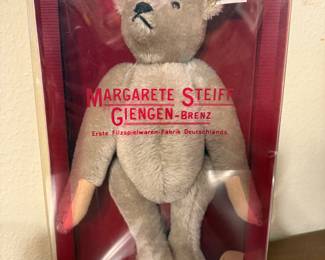 MARGARETE STEIFF
GIENGEN-BRENZ
Erste Filzspielwaren-Fabrik Deutschlands